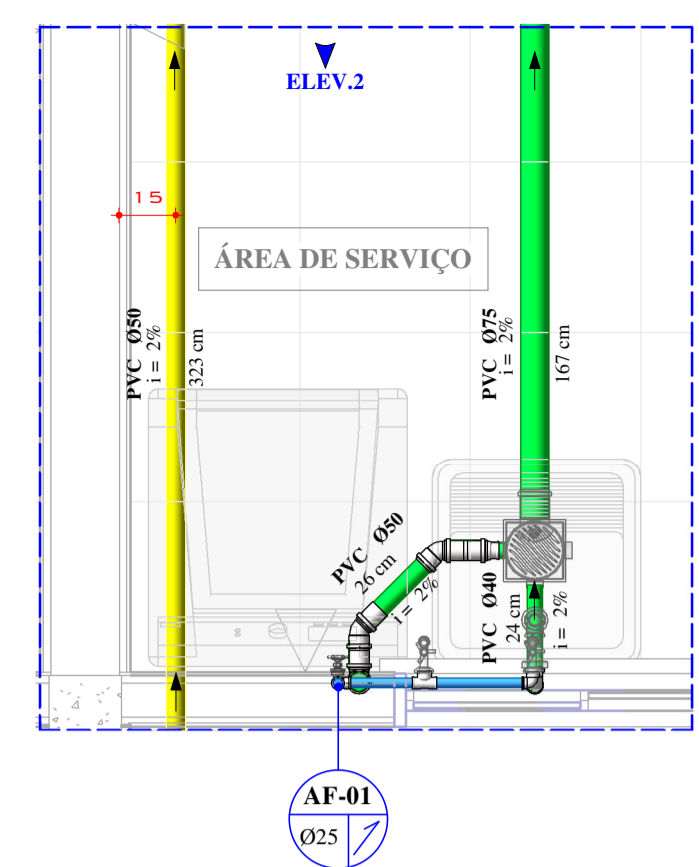 ELEV.2
15
ÁREA DE SERVIÇO
PVC Ø50
i = 2%
323 cm
PVC Ø75
i = 2%
167 cm
PVC Ø50
26 cm
i = 2%
PVC Ø40
24 cm
i = 2%
AF-01
Ø25